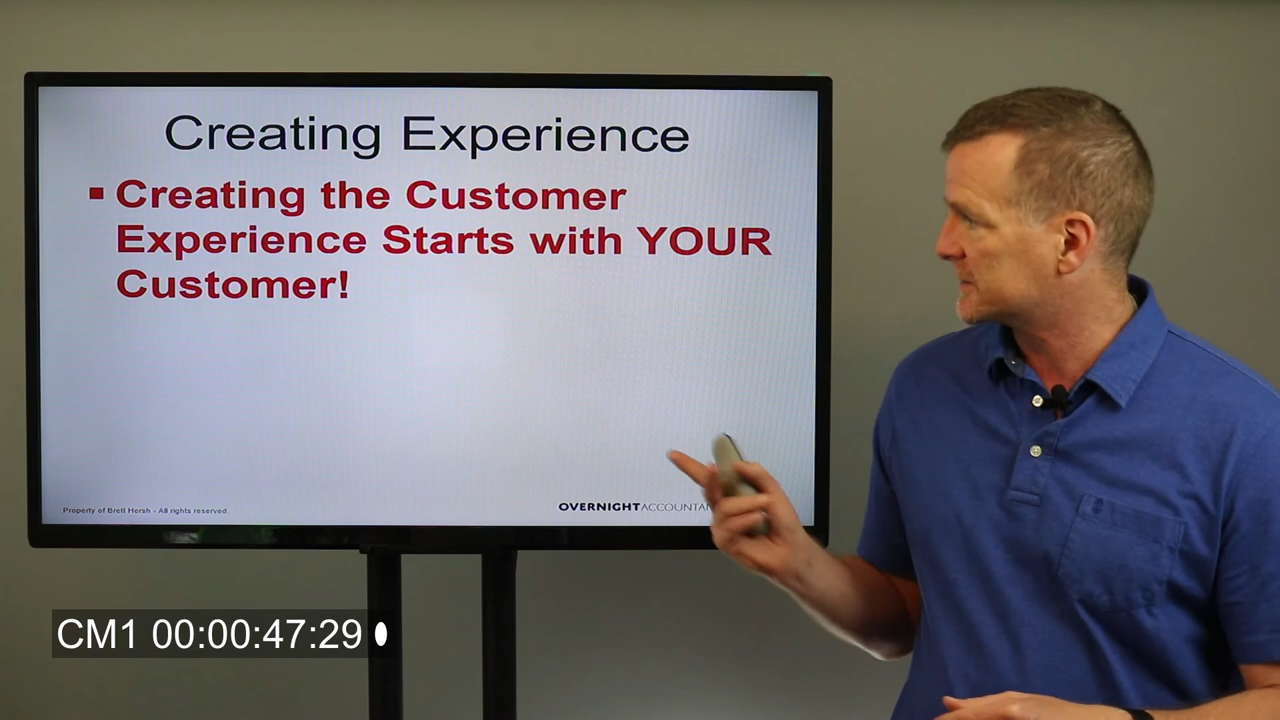 Creating Experience
▪ Creating the Customer
Experience Starts with YOUR
Customer!
Property of Brett Hersh - All rights reserved.
OVERNIGHTACCOUNTAN
CM1 00:00:47:29